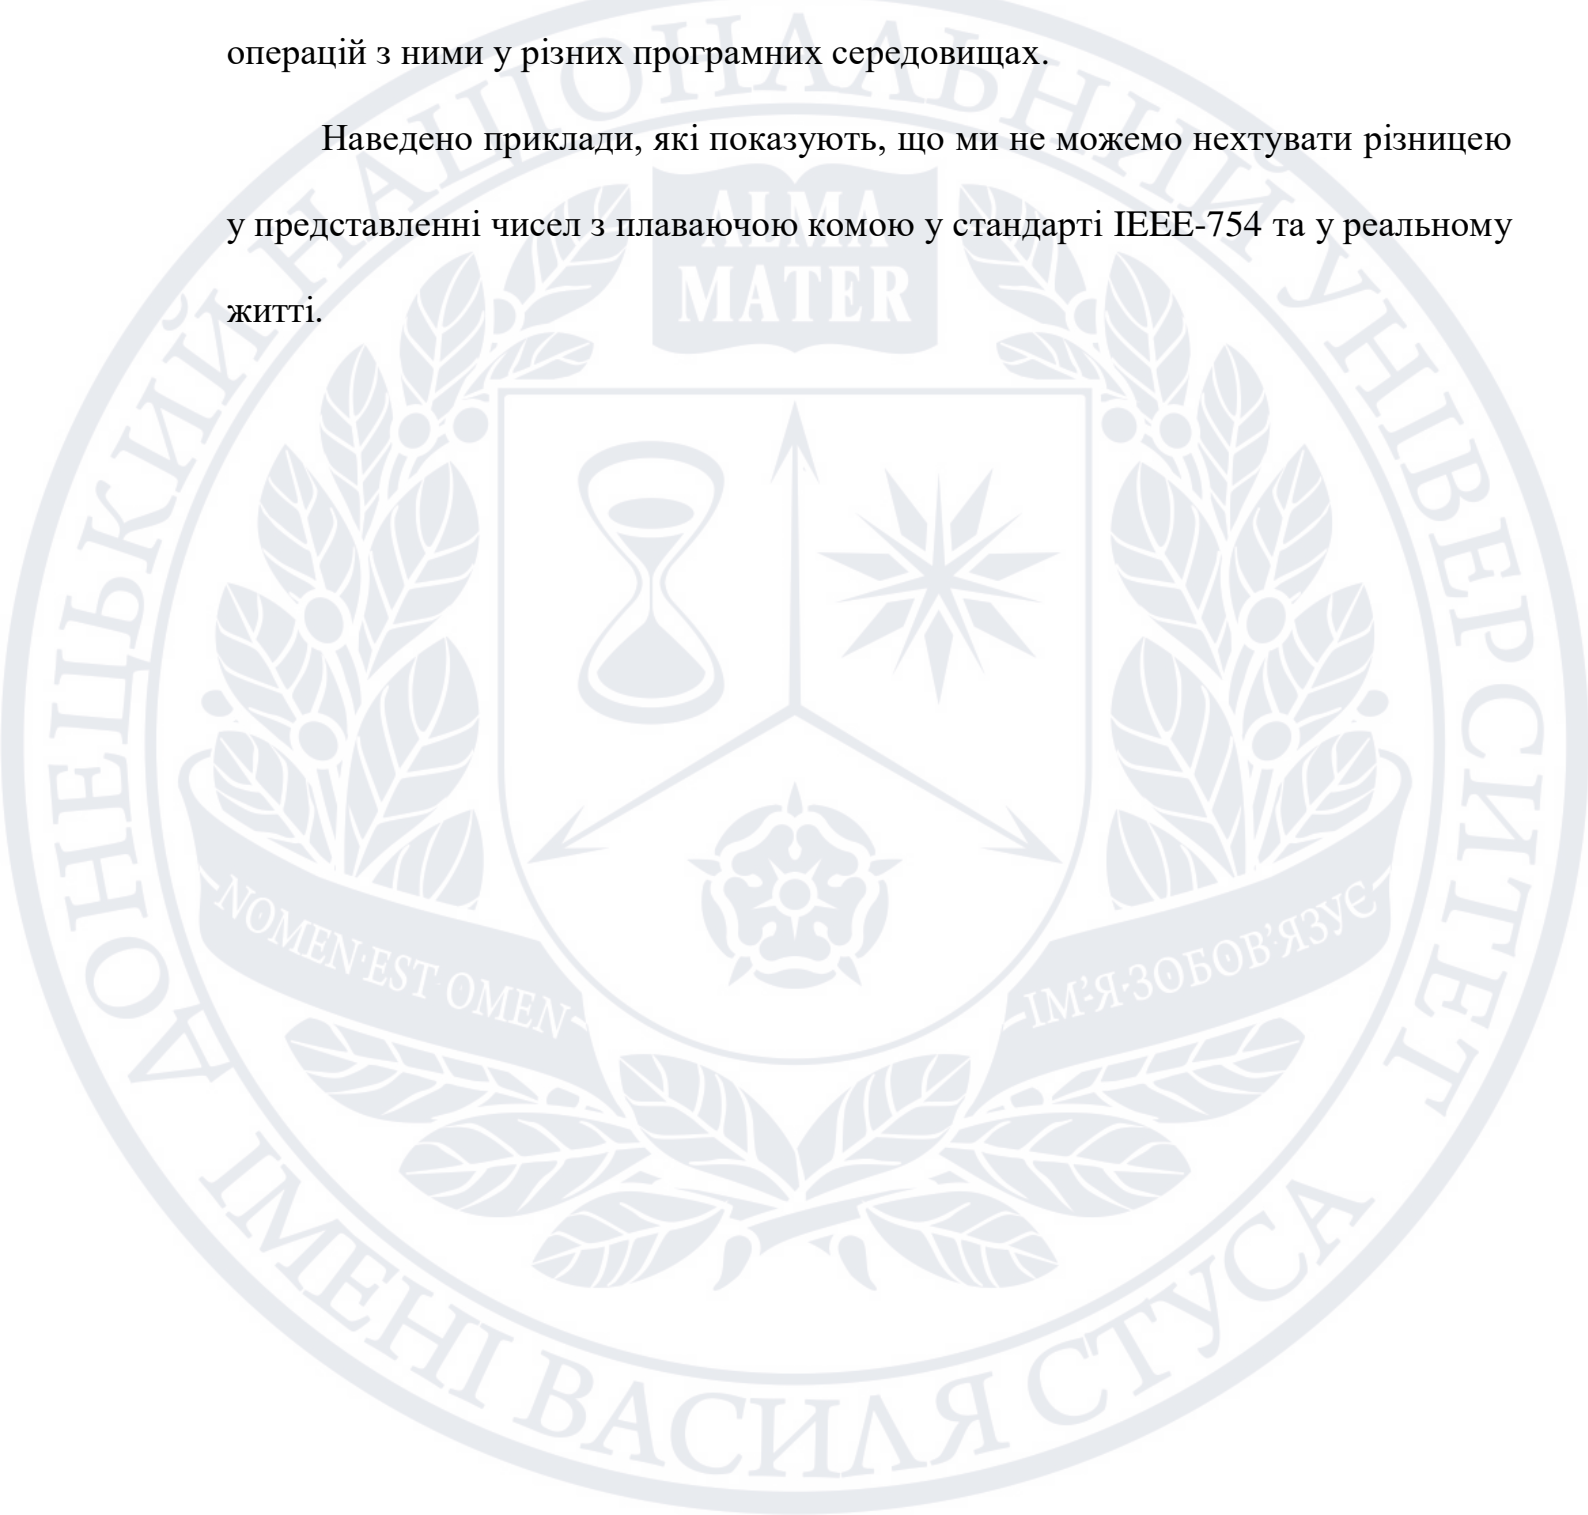 операцій з ними у різних програмних середовищах.
Наведено приклади, які показують, що ми не можемо нехтувати різницею
у представленні чисел з плаваючою комою у стандарті IEEE-754 та у реальному
житті.
ДОНЕЦЬКИЙ НАЦІОНАЛЬНИЙ УНІВЕРСИТЕТ
ALMA
MATER
NOMEN EST OMEN
ІМ'Я ЗОБОВ'ЯЗУЄ
ІМЕНІ ВАСИЛЯ СТУСА